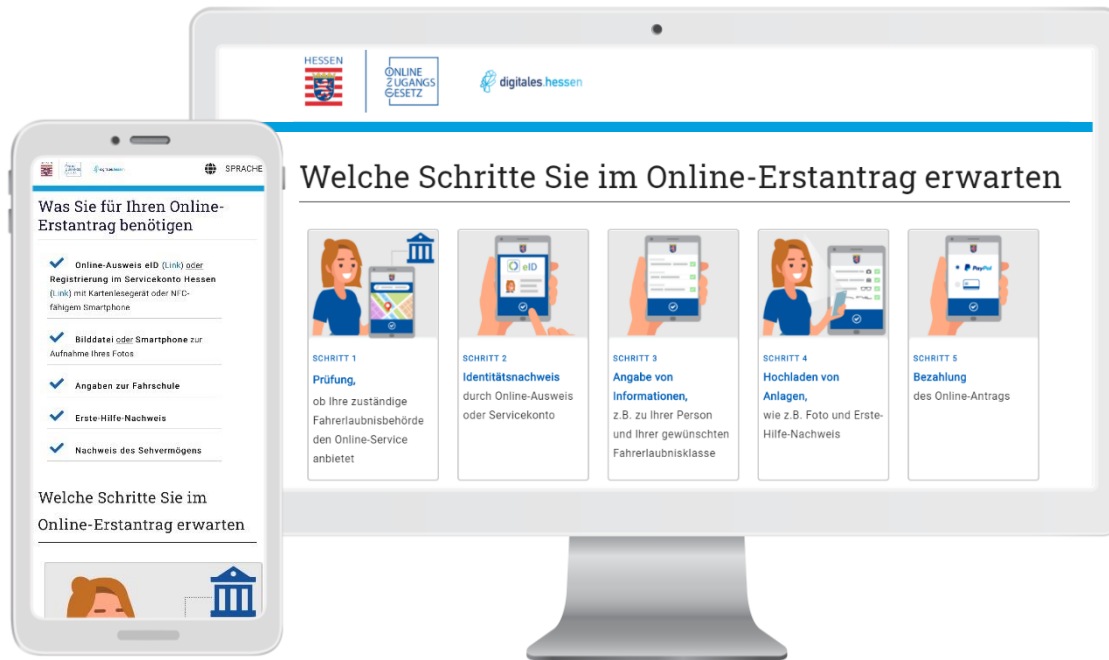 HESSEN
ONLINE
ZUGANGS
GESETZ
digitales.hessen
Welche Schritte Sie im Online-Erstantrag erwarten
eID
PayPal
SCHRITT 1
Prüfung,
ob Ihre zuständige
Fahrerlaubnisbehörde
den Online-Service
anbietet
SCHRITT 2
Identitätsnachweis
durch Online-Ausweis
oder Servicekonto
SCHRITT 3
Angabe von
Informationen,
z.B. zu Ihrer Person
und Ihrer gewünschten
Fahrerlaubnisklasse
SCHRITT 4
Hochladen von
Anlagen,
wie z.B. Foto und Erste-
Hilfe-Nachweis
SCHRITT 5
Bezahlung
des Online-Antrags
SPRACHE
Was Sie für Ihren Online-
Erstantrag benötigen
Online-Ausweis eID (Link) oder
Registrierung im Servicekonto Hessen
(Link) mit Kartenlesegerät oder NFC-
fähigem Smartphone
Bilddatei oder Smartphone zur
Aufnahme Ihres Fotos
Angaben zur Fahrschule
Erste-Hilfe-Nachweis
Nachweis des Sehvermögens
Welche Schritte Sie im
Online-Erstantrag erwarten